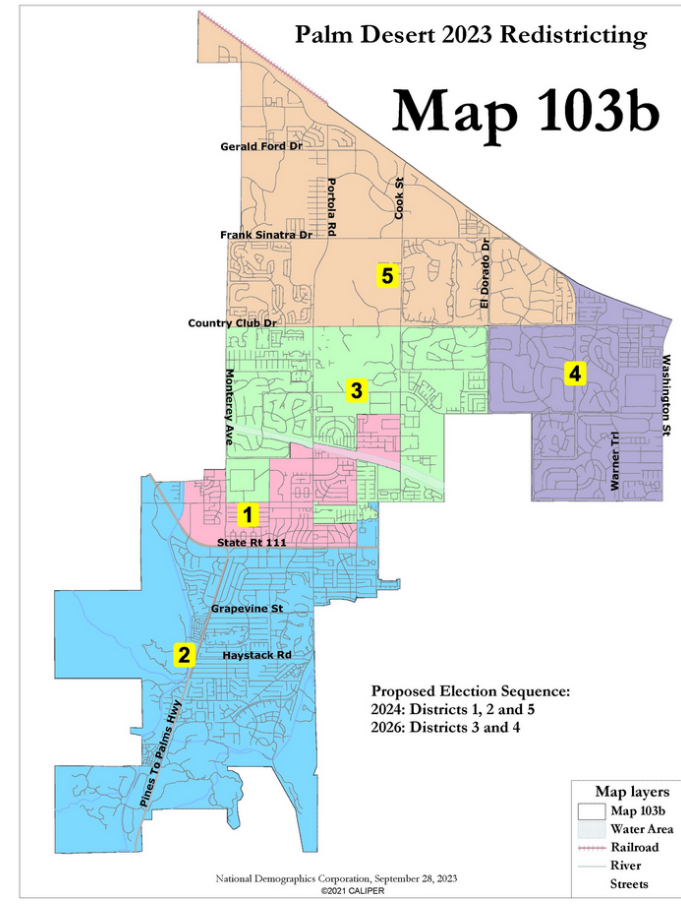 Palm Desert 2023 Redistricting
Map 103b
Gerald Ford Dr
Portola Rd
Cook St
Frank Sinatra Dr
El Dorado Dr
5
Country Club Dr
Monterey Ave
3
4
Washington St
Warner Trl
1
State Rt 111
Grapevine St
2
Haystack Rd
Pines To Palms Hwy
Proposed Election Sequence:
2024: Districts 1, 2 and 5
2026: Districts 3 and 4
Map layers
Map 103b
Water Area
Railroad
River
Streets
National Demographics Corporation, September 28, 2023
©2021 CALIPER